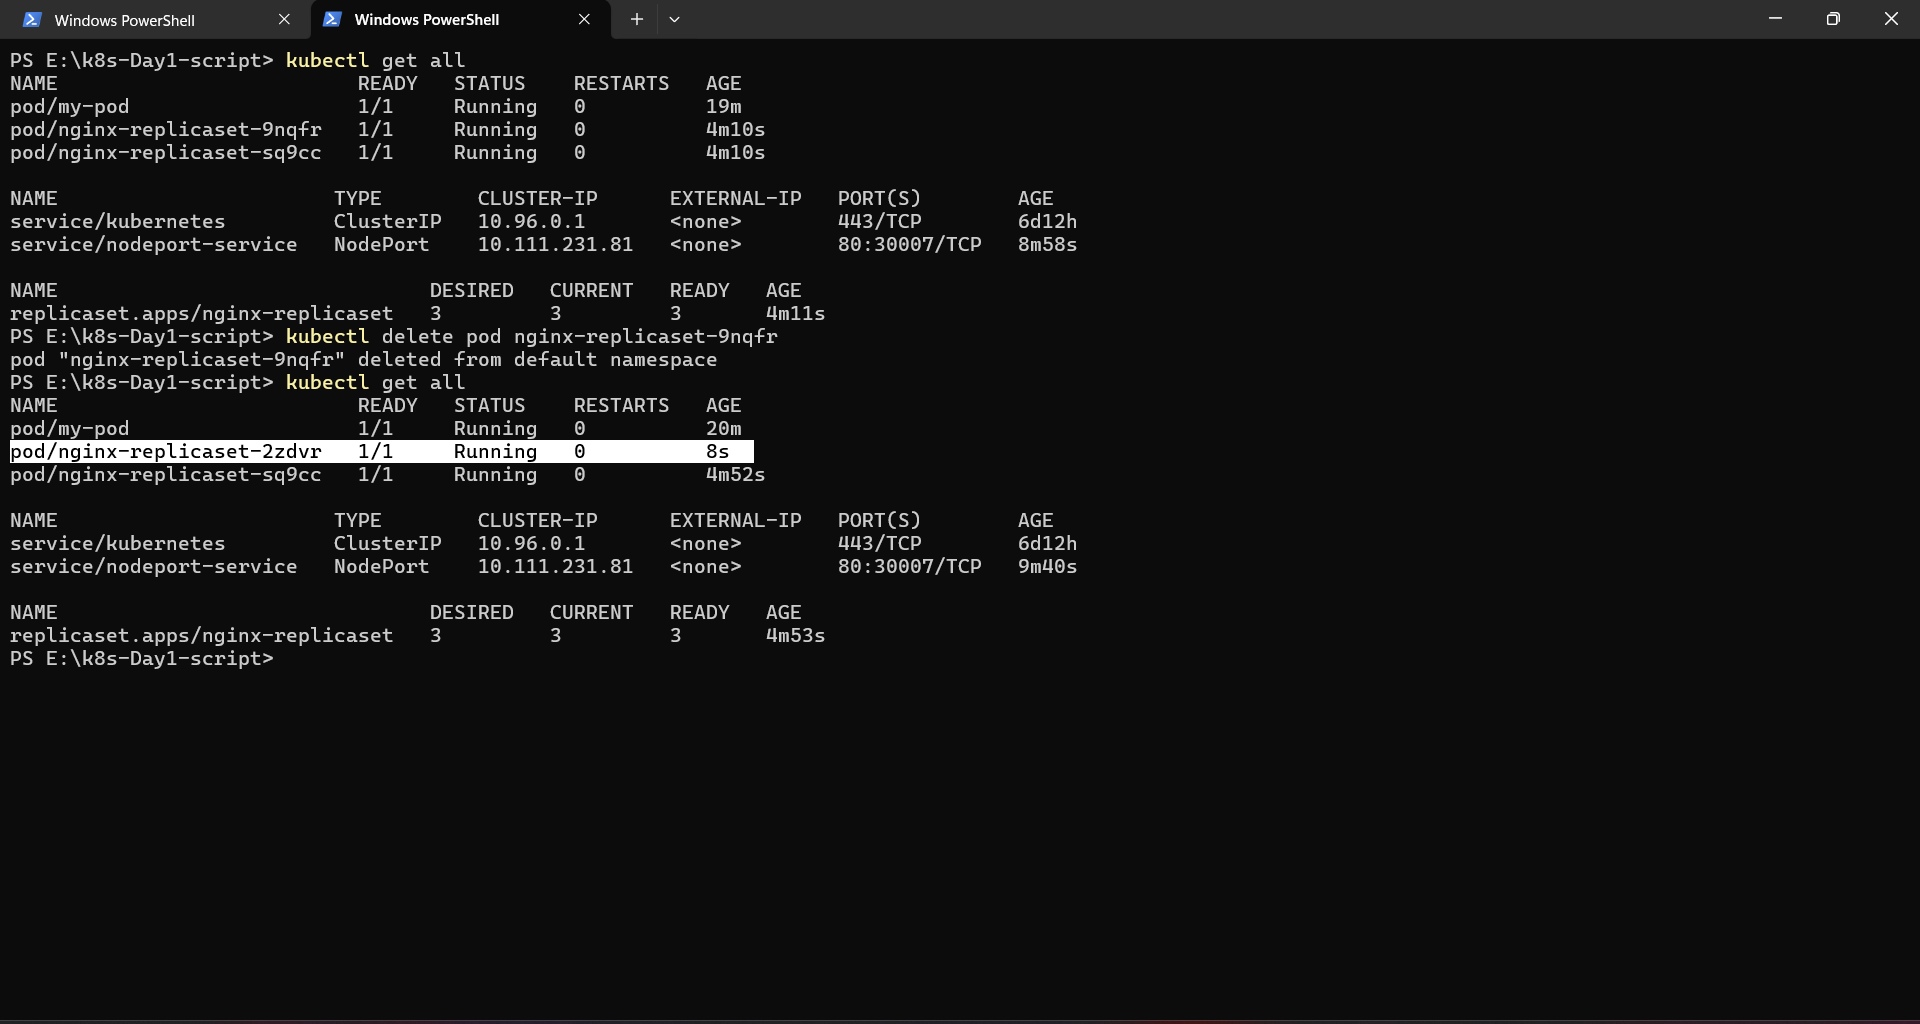 Windows PowerShell
Windows PowerShell
PS E:\k8s-Day1-script> kubectl get all
NAME                         READY   STATUS    RESTARTS   AGE
pod/my-pod                   1/1     Running   0          19m
pod/nginx-replicaset-9nqfr   1/1     Running   0          4m10s
pod/nginx-replicaset-sq9cc   1/1     Running   0          4m10s

NAME                       TYPE        CLUSTER-IP      EXTERNAL-IP   PORT(S)        AGE
service/kubernetes         ClusterIP   10.96.0.1       <none>        443/TCP        6d12h
service/nodeport-service   NodePort    10.111.231.81   <none>        80:30007/TCP   8m58s

NAME                               DESIRED   CURRENT   READY   AGE
replicaset.apps/nginx-replicaset   3         3         3       4m11s
PS E:\k8s-Day1-script> kubectl delete pod nginx-replicaset-9nqfr
pod "nginx-replicaset-9nqfr" deleted from default namespace
PS E:\k8s-Day1-script> kubectl get all
NAME                         READY   STATUS    RESTARTS   AGE
pod/my-pod                   1/1     Running   0          20m
pod/nginx-replicaset-2zdvr   1/1     Running   0          8s
pod/nginx-replicaset-sq9cc   1/1     Running   0          4m52s

NAME                       TYPE        CLUSTER-IP      EXTERNAL-IP   PORT(S)        AGE
service/kubernetes         ClusterIP   10.96.0.1       <none>        443/TCP        6d12h
service/nodeport-service   NodePort    10.111.231.81   <none>        80:30007/TCP   9m40s

NAME                               DESIRED   CURRENT   READY   AGE
replicaset.apps/nginx-replicaset   3         3         3       4m53s
PS E:\k8s-Day1-script>